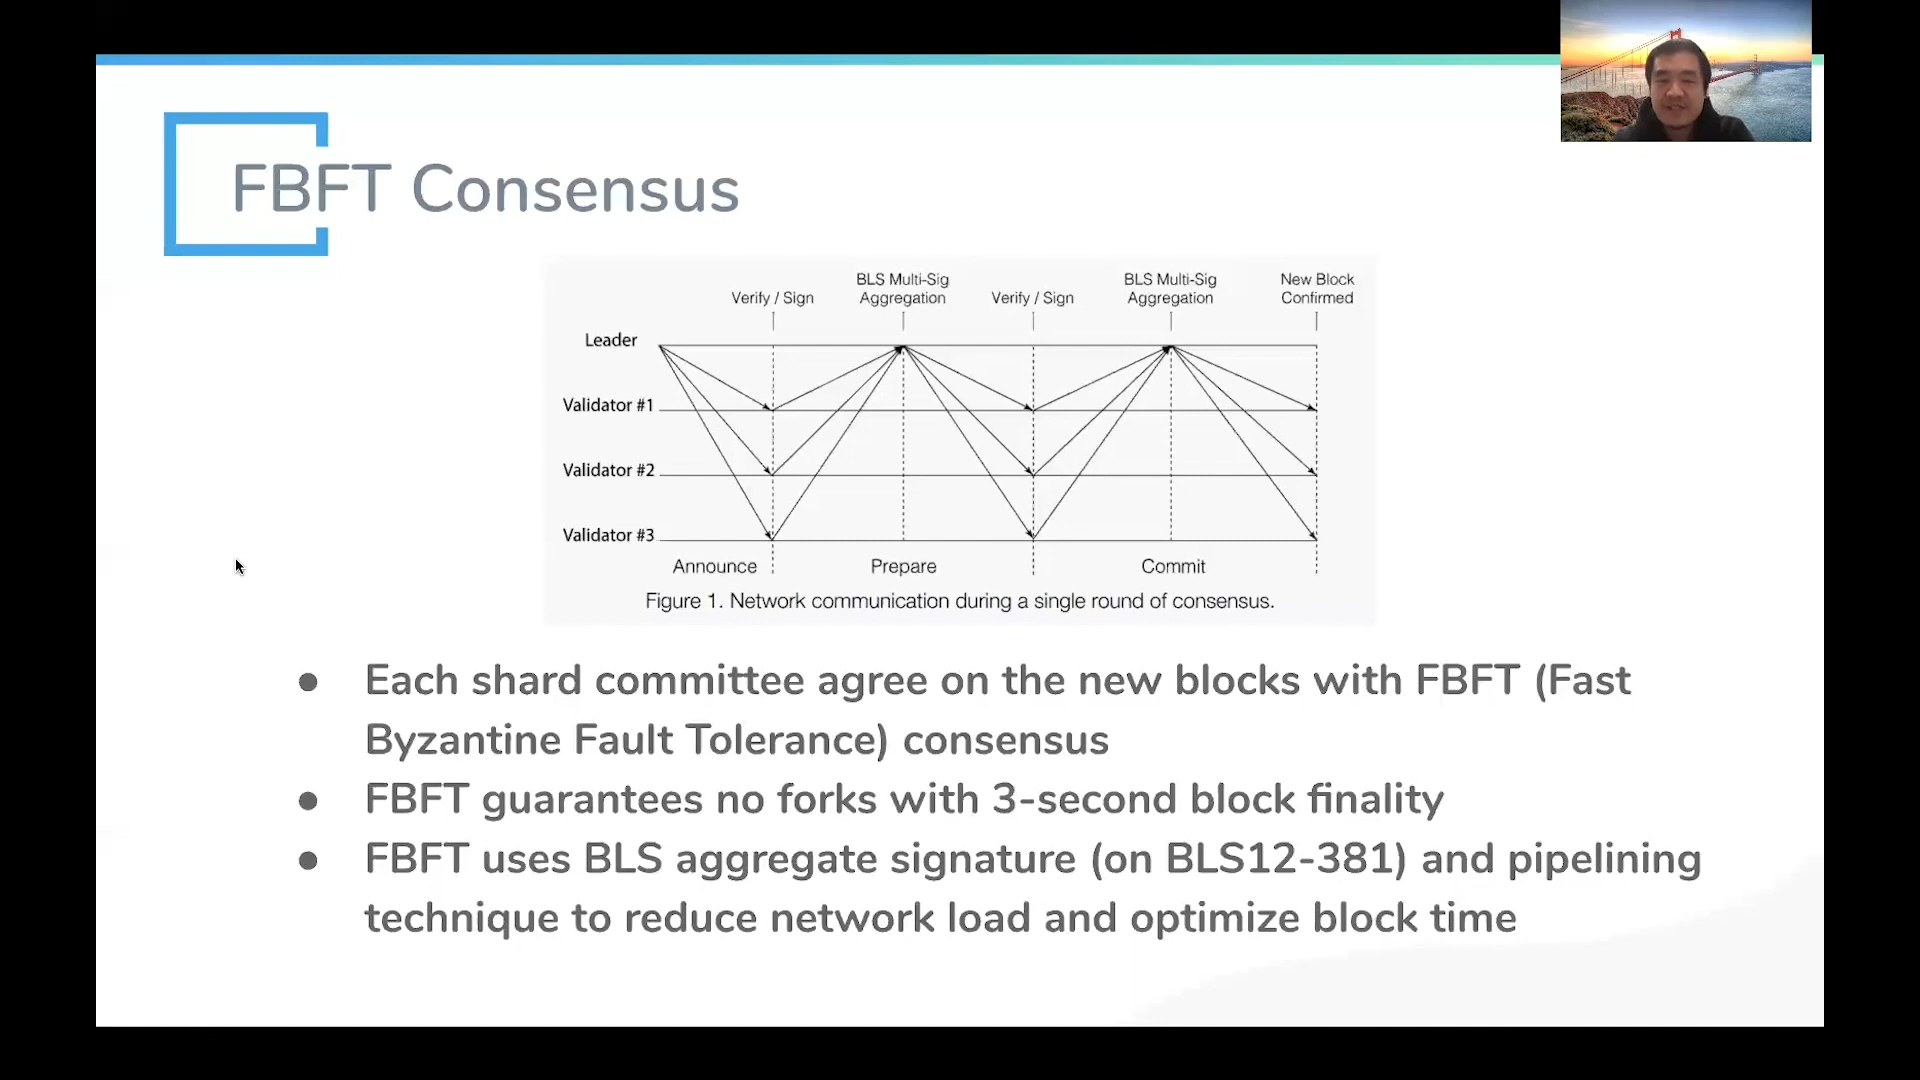 FBFT Consensus
BLS Multi-Sig BLS Multi-Sig New Block
Verify / Sign Aggregation Verify / Sign Aggregation Confirmed
Leader
Validator #1
Validator #2
Validator #3
Announce Prepare Commit
Figure 1. Network communication during a single round of consensus.
● Each shard committee agree on the new blocks with FBFT (Fast
Byzantine Fault Tolerance) consensus
● FBFT guarantees no forks with 3-second block finality
● FBFT uses BLS aggregate signature (on BLS12-381) and pipelining
technique to reduce network load and optimize block time